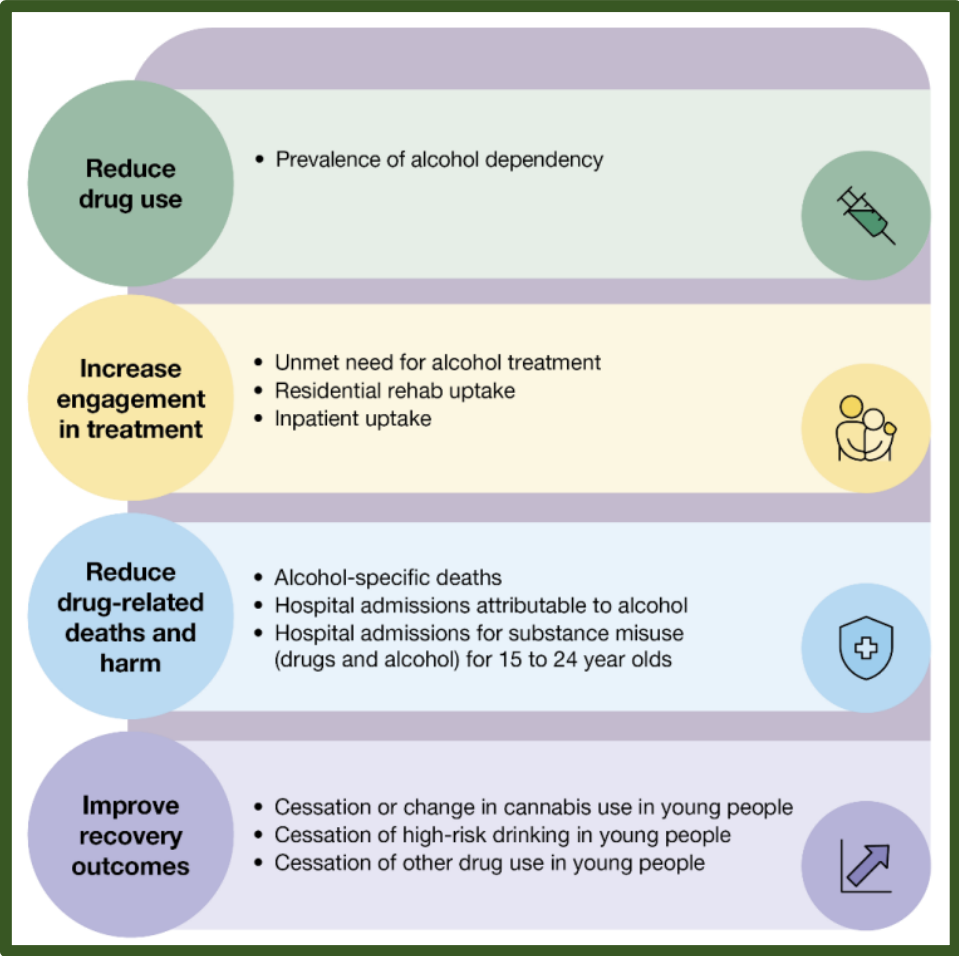 Reduce
drug use
• Prevalence of alcohol dependency
Increase
engagement
in treatment
• Unmet need for alcohol treatment
• Residential rehab uptake
• Inpatient uptake
Reduce
drug-related
deaths and
harm
• Alcohol-specific deaths
• Hospital admissions attributable to alcohol
• Hospital admissions for substance misuse
(drugs and alcohol) for 15 to 24 year olds
Improve
recovery
outcomes
• Cessation or change in cannabis use in young people
• Cessation of high-risk drinking in young people
• Cessation of other drug use in young people